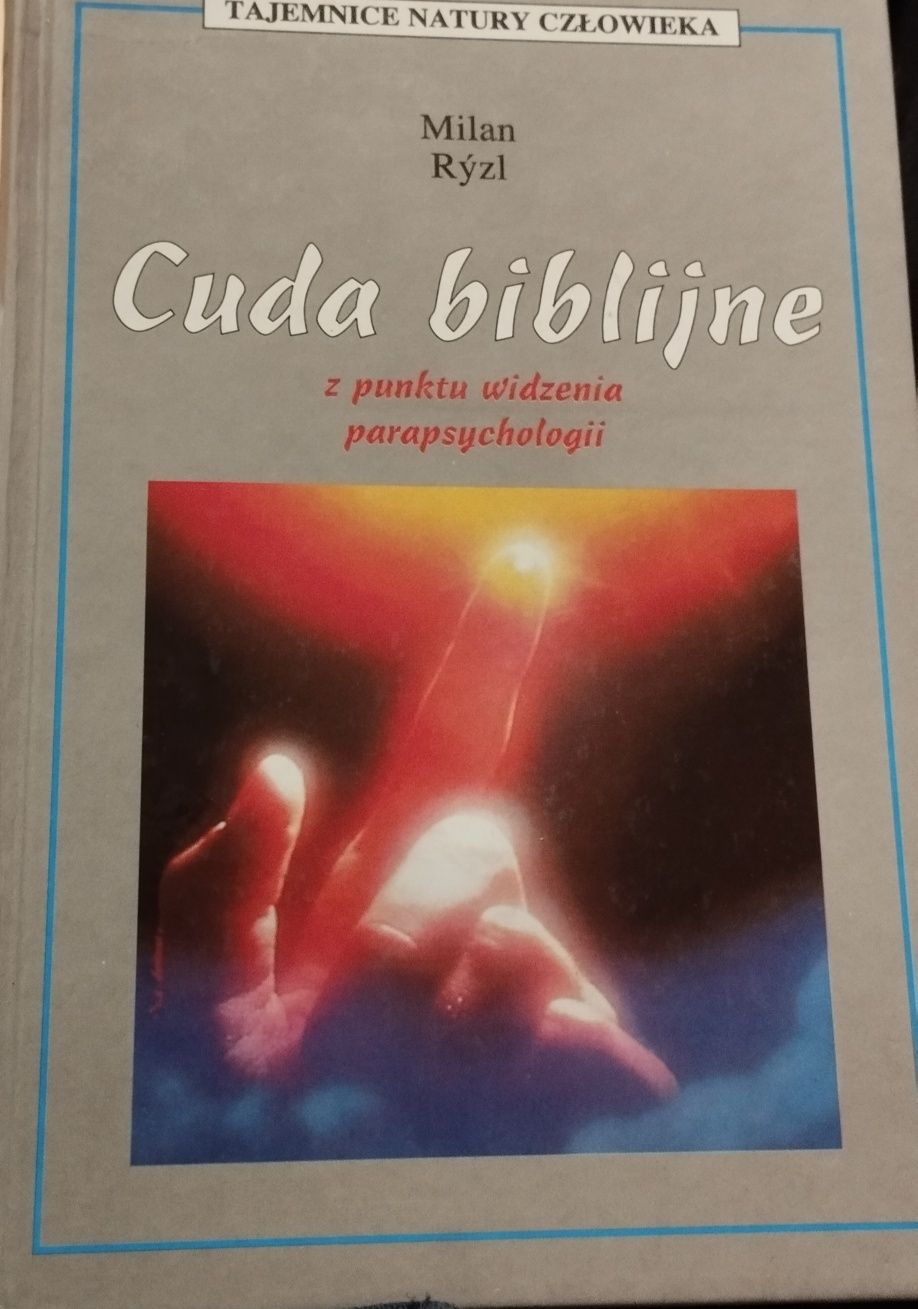 TAJEMNICE NATURY CZŁOWIEKA
Milan
Rýzl
Cuda biblijne
z punktu widzenia
parapsychologii